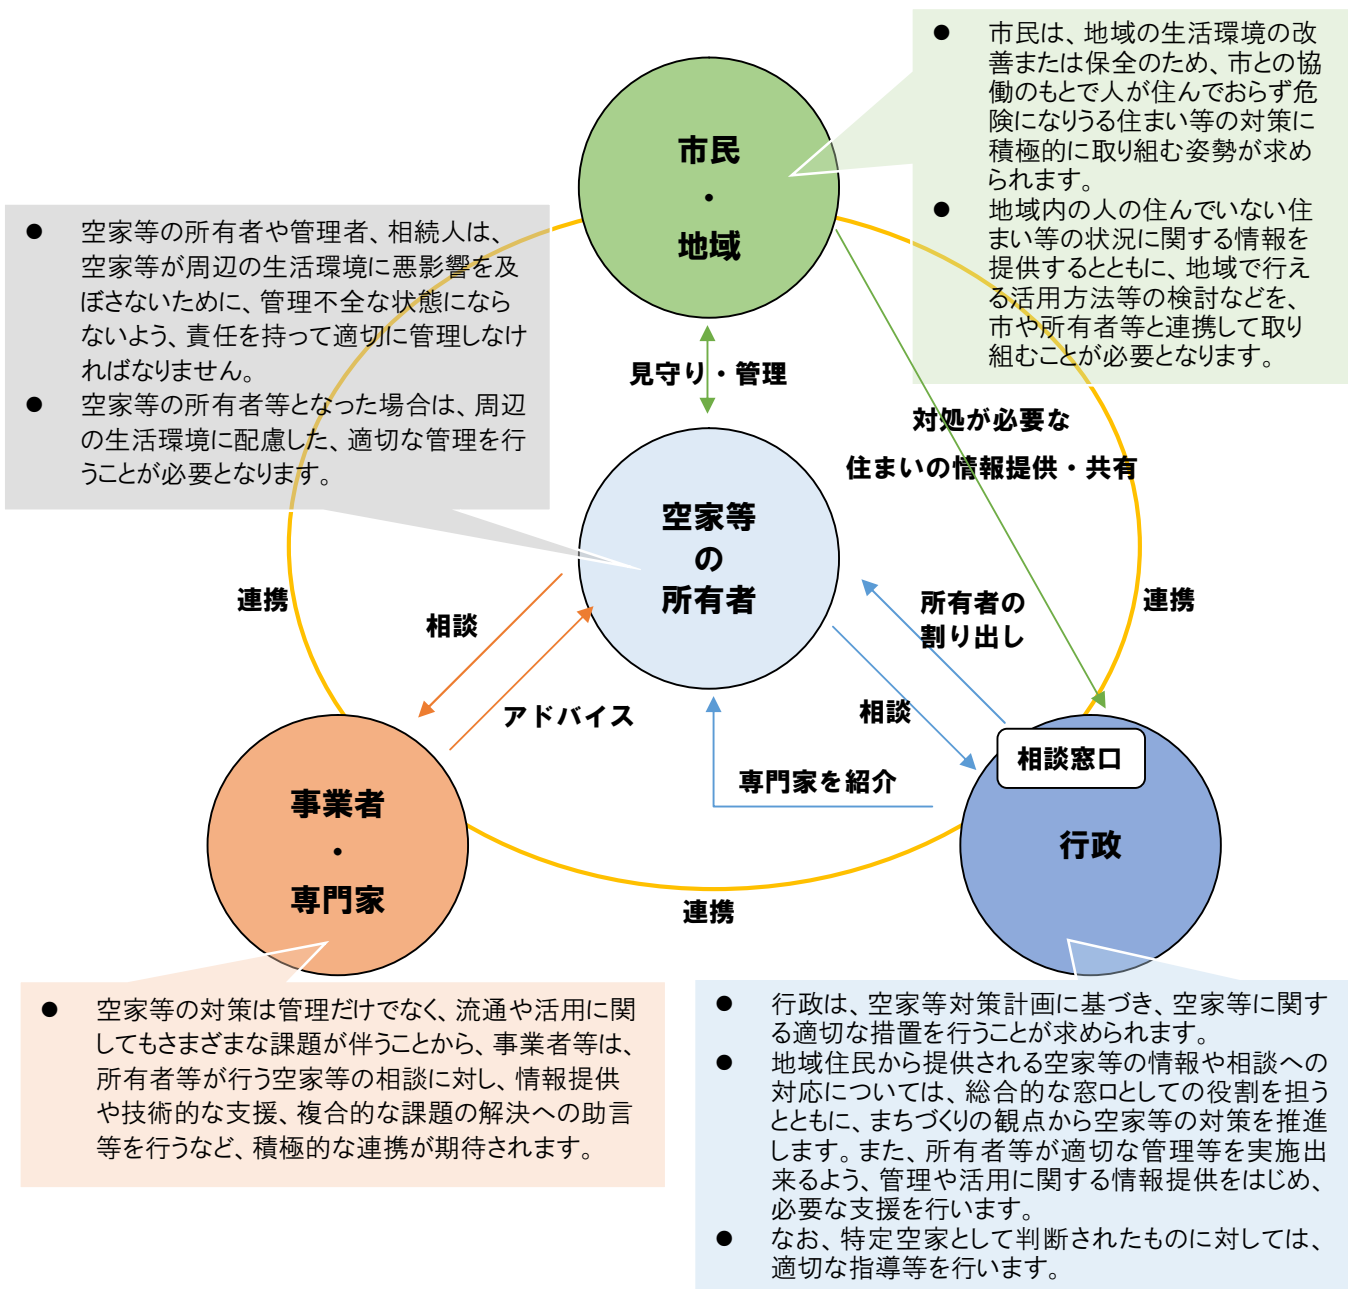 ● 市民は、地域の生活環境の改
善または保全のため、市との協
働のもとで人が住んでおらず危
険になりうる住まい等の対策に
積極的に取り組む姿勢が求め
られます。
● 地域内の人の住んでいない住
まい等の状況に関する情報を
提供するとともに、地域で行え
る活用方法等の検討などを、
市や所有者等と連携して取り
組むことが必要となります。
市民
・
地域
● 空家等の所有者や管理者、相続人は、
空家等が周辺の生活環境に悪影響を及
ぼさないために、管理不全な状態になら
ないよう、責任を持って適切に管理しなけ
ればなりません。
● 空家等の所有者等となった場合は、周辺
の生活環境に配慮した、適切な管理を行
うことが必要となります。
見守り・管理
対処が必要な
住まいの情報提供・共有
空家等
の
所有者
連携
相談
アドバイス
所有者の
割り出し
連携
相談
専門家を紹介
相談窓口
事業者
・
専門家
行政
連携
● 空家等の対策は管理だけでなく、流通や活用に関
してもさまざまな課題が伴うことから、事業者等は、
所有者等が行う空家等の相談に対し、情報提供
や技術的な支援、複合的な課題の解決への助言
等を行うなど、積極的な連携が期待されます。
● 行政は、空家等対策計画に基づき、空家等に関す
る適切な措置を行うことが求められます。
● 地域住民から提供される空家等の情報や相談への
対応については、総合的な窓口としての役割を担う
とともに、まちづくりの観点から空家等の対策を推進
します。また、所有者等が適切な管理等を実施出
来るよう、管理や活用に関する情報提供をはじめ、
必要な支援を行います。
● なお、特定空家として判断されたものに対しては、
適切な指導等を行います。